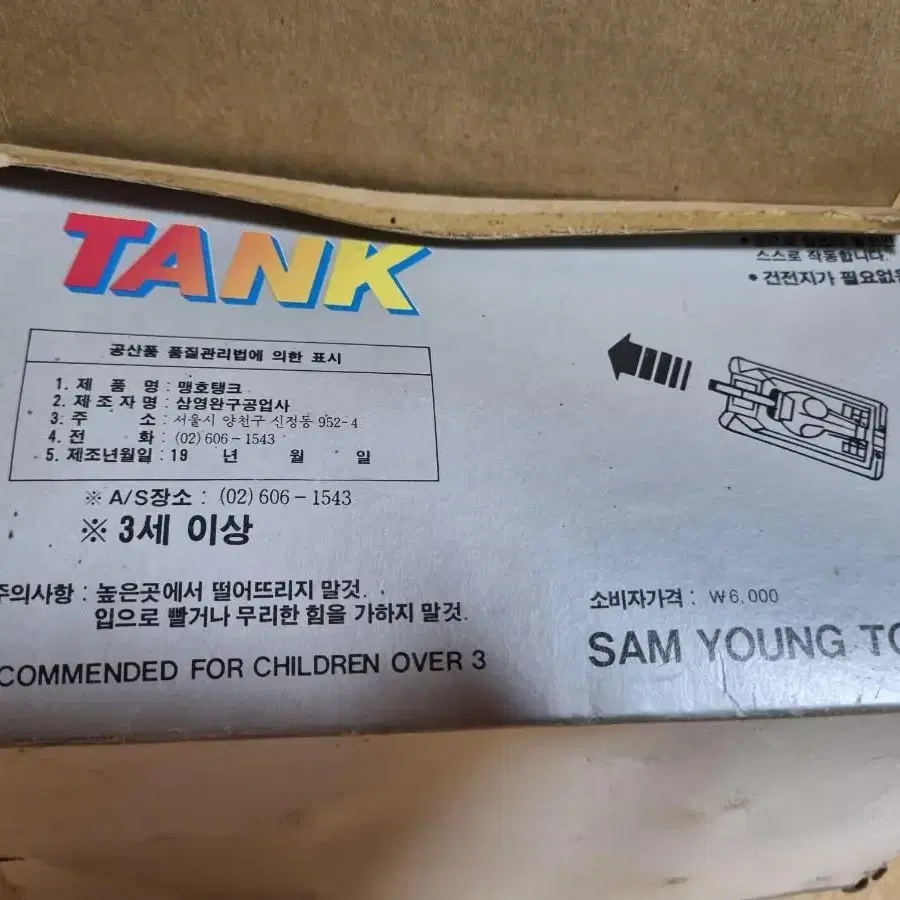 TANK
스스로 작동합니다.
• 건전지가 필요없
공산품 품질관리법에 의한 표시
1. 제 품 명 : 맹호탱크
2. 제 조 자 명 : 삼영완구공업사
3. 주 소 : 서울시 양천구 신정동 952-4
4. 전 화 : (02) 606-1543
5. 제조년월일 : 19 년 월 일
※ A/S장소 : (02) 606-1543
※ 3세 이상
주의사항 : 높은곳에서 떨어뜨리지 말것.
입으로 빨거나 무리한 힘을 가하지 말것.
소비자가격 : ₩6,000
COMMENDED FOR CHILDREN OVER 3
SAM YOUNG TO